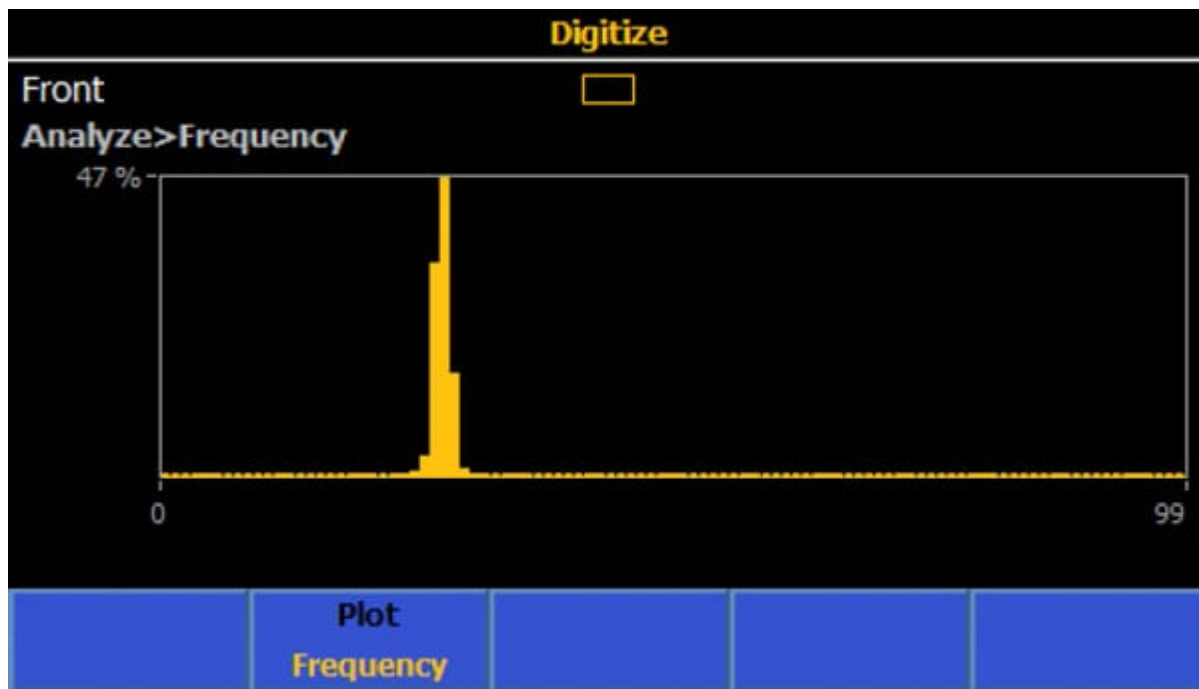 Digitize
Front
Analyze>Frequency
47 %
0
99
Plot
Frequency